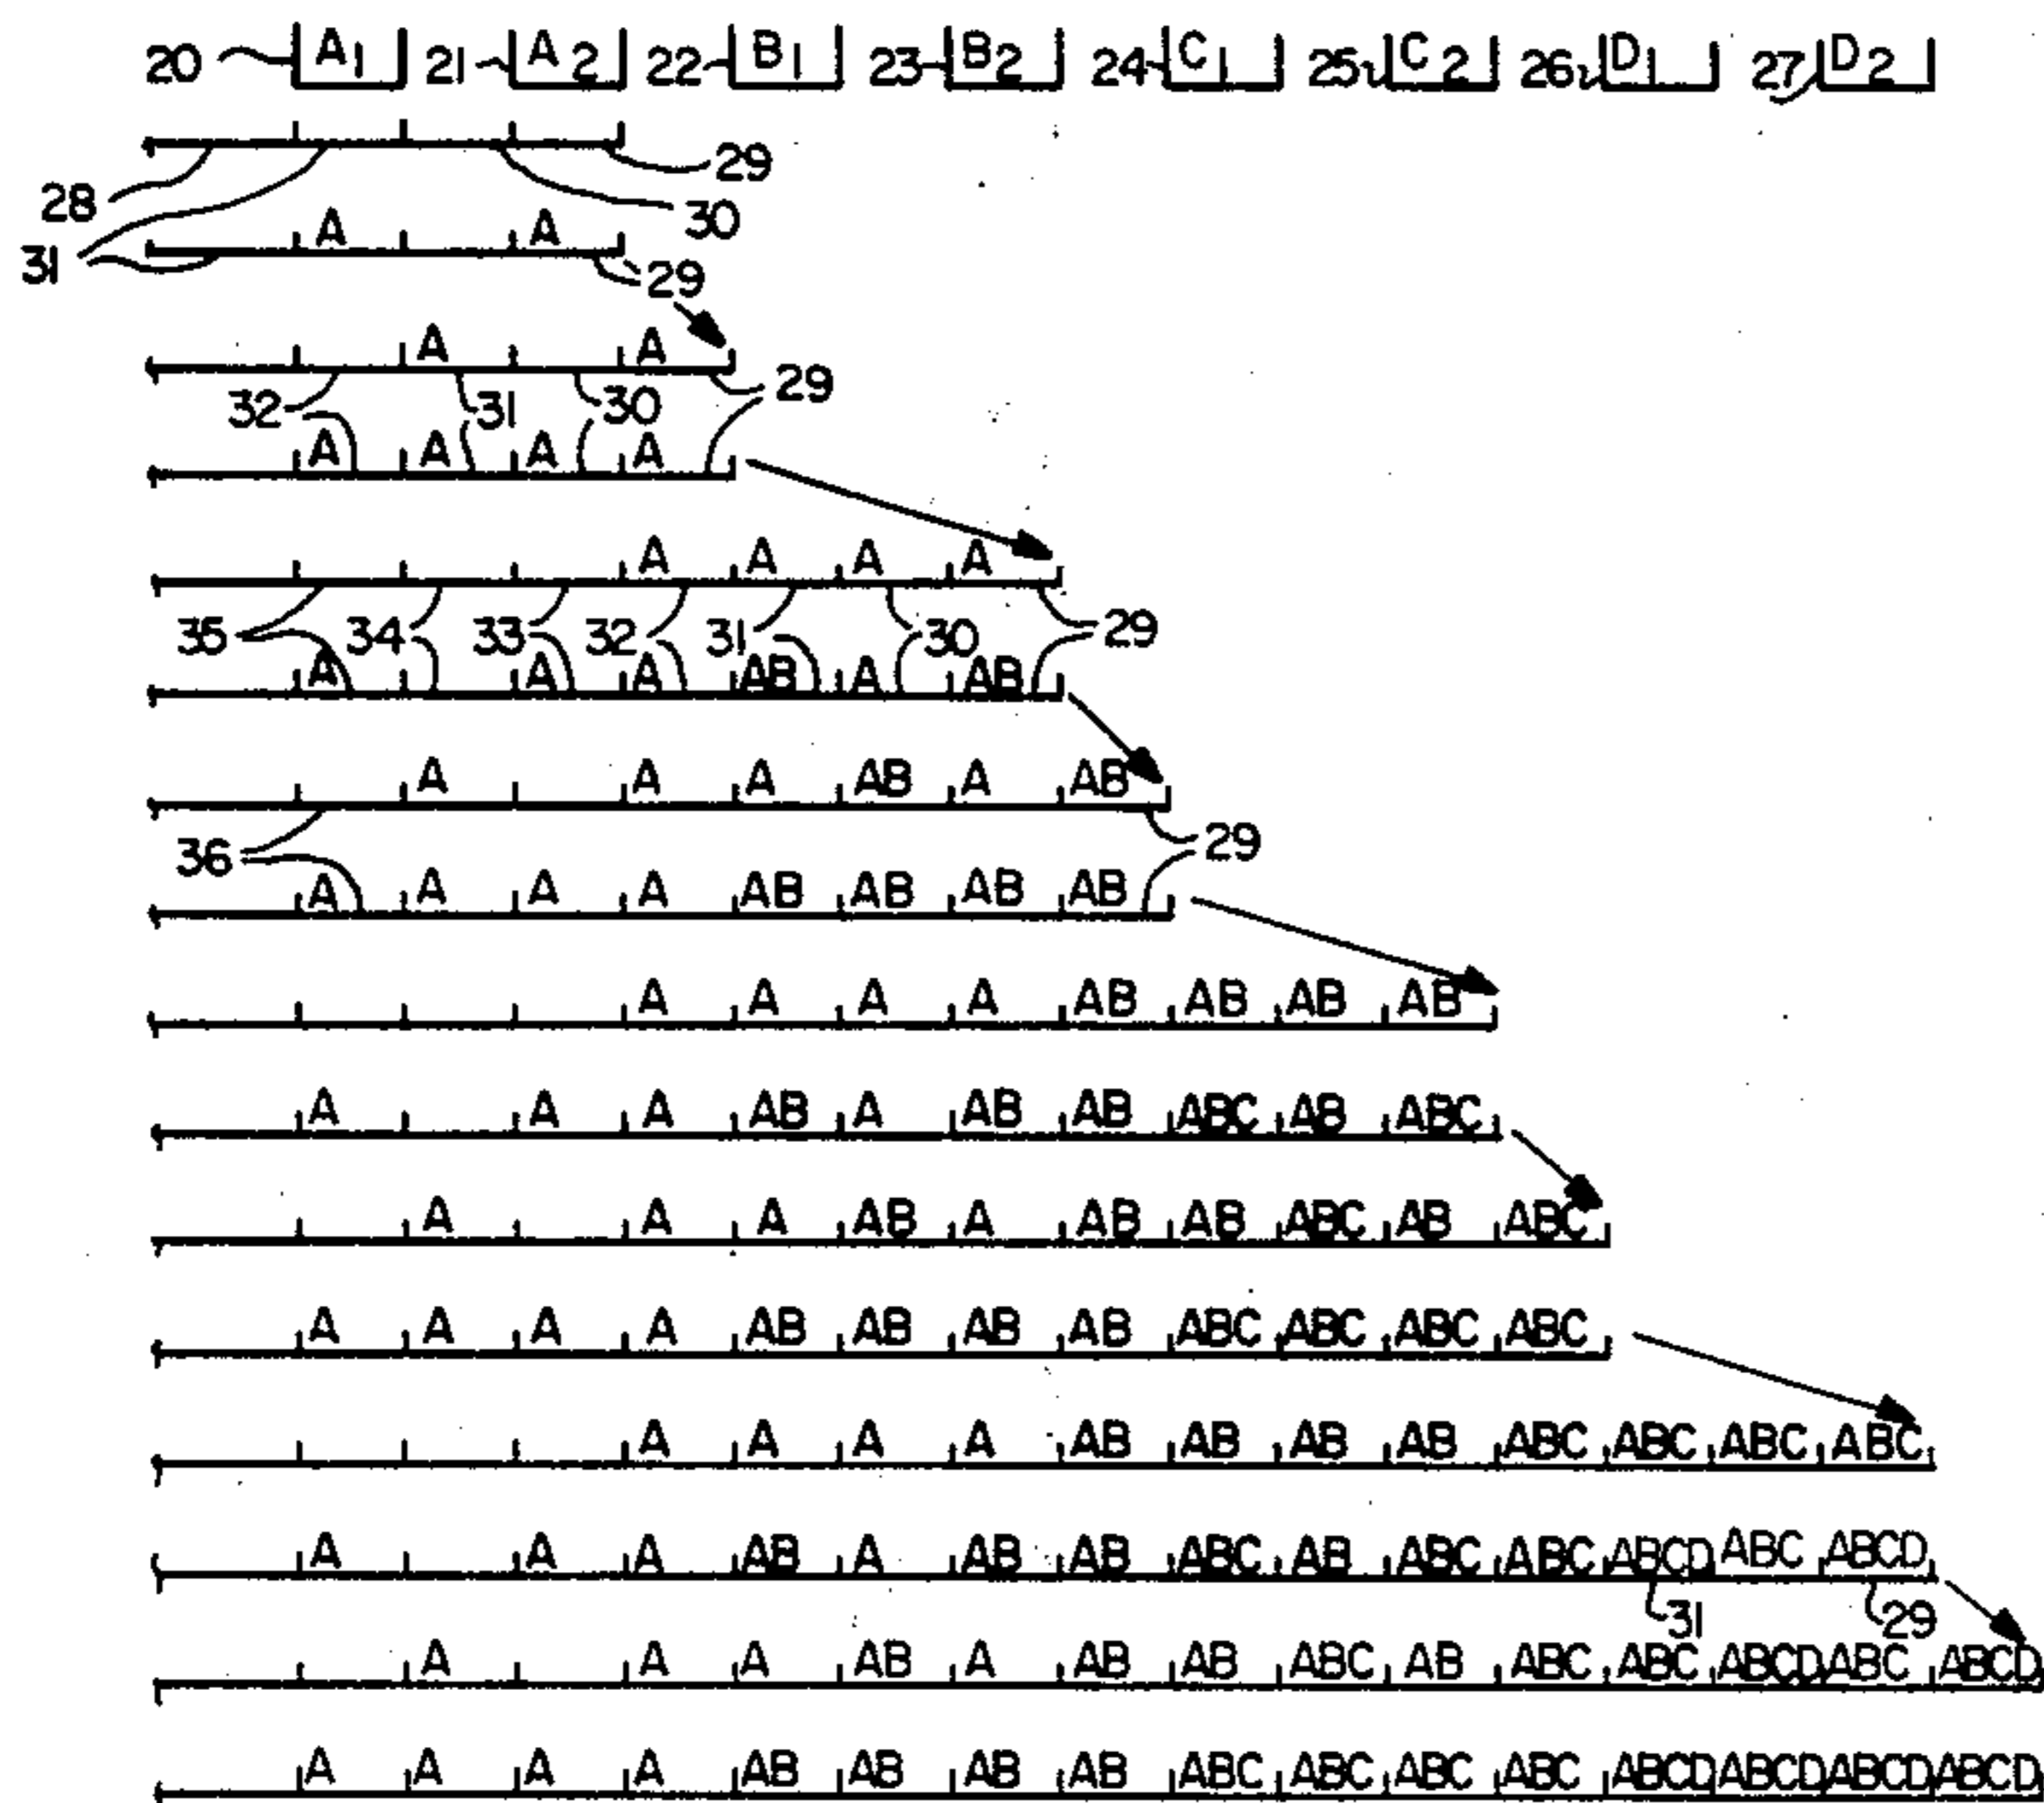 20 A1 21 A2 22 B1 23 B2 24 C1 25 C2 26 D1 27 D2
29
28 30
A A
31 29
A A
32 31 30 29
A A A A
A A A A
35 34 33 32 31 30 29
A A A AB A AB
A A A AB A AB
36 29
A A A A AB AB AB AB
A A A A AB AB AB AB
A A A AB A AB AB ABC AB ABC
A A A AB A AB AB ABC AB ABC
A A A A AB AB AB AB ABC ABC ABC ABC
A A A A AB AB AB AB ABC ABC ABC ABC
A A A AB A AB AB ABC AB ABC ABC ABCD ABC ABCD
31 29
A A A AB A AB AB ABC AB ABC ABC ABCD ABC ABCD
A A A A AB AB AB AB ABC ABC ABC ABC ABCD ABCD ABCD ABCD